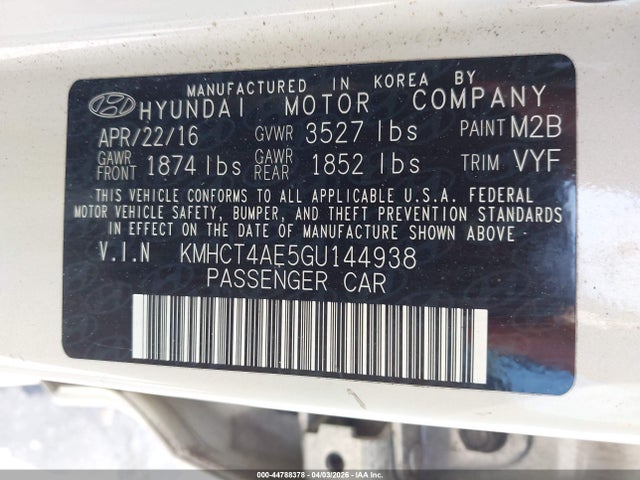 MANUFACTURED IN KOREA BY
HYUNDAI MOTOR COMPANY
APR/22/16 GVWR 3527 lbs PAINT M2B
GAWR FRONT 1874 lbs GAWR REAR 1852 lbs TRIM VYF
THIS VEHICLE CONFORMS TO ALL APPLICABLE U.S.A. FEDERAL
MOTOR VEHICLE SAFETY, BUMPER, AND THEFT PREVENTION STANDARDS
IN EFFECT ON THE DATE OF MANUFACTURE SHOWN ABOVE.
V.I.N KMHCT4AE5GU144938
PASSENGER CAR
000-44788378 - 04/03/2026 - IAA Inc.